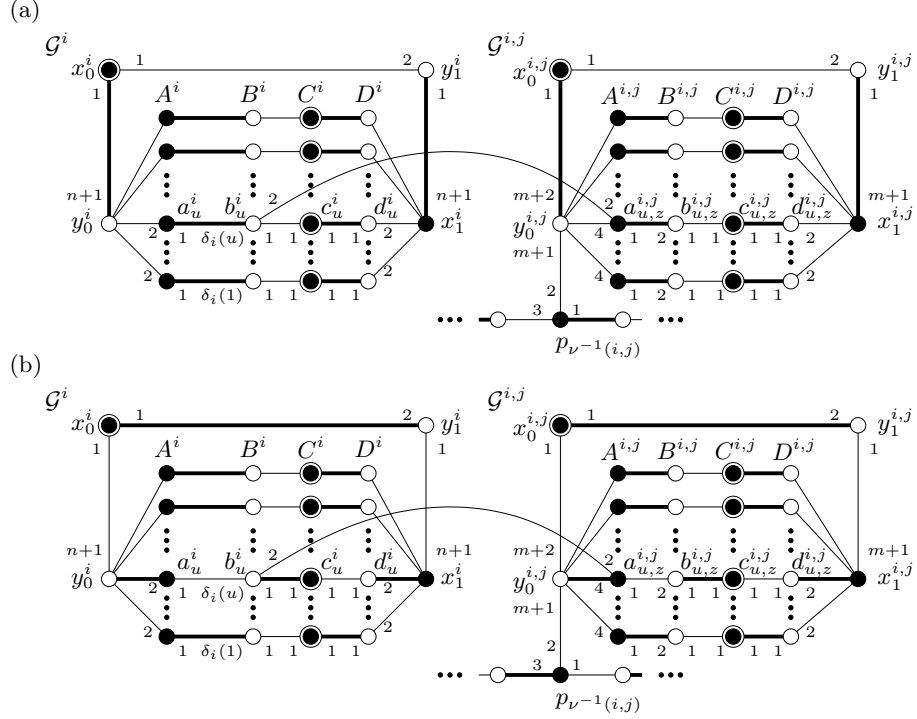 (a)
𝒢^i 𝒢^{i,j}
x_0^i 1 2 y_1^i x_0^{i,j} 1 2 y_1^{i,j}
1 1 1 1
A^i B^i C^i D^i A^{i,j} B^{i,j} C^{i,j} D^{i,j}
n+1 a_u^i b_u^i 2 c_u^i d_u^i n+1 m+2 2 a_{u,z}^{i,j} b_{u,z}^{i,j} c_{u,z}^{i,j} d_{u,z}^{i,j} m+1
y_0^i x_1^i y_0^{i,j} x_1^{i,j}
2 1 δ_i(u) 1 1 1 1 2 m+1 4 1 2 1 1 1 2
2 1 δ_i(1) 1 1 1 1 2 4 1 2 1 1 1 2
2
3 1
p_{ν^{-1}(i,j)}
(b)
𝒢^i 𝒢^{i,j}
x_0^i 1 2 y_1^i x_0^{i,j} 1 2 y_1^{i,j}
1 1 1 1
A^i B^i C^i D^i A^{i,j} B^{i,j} C^{i,j} D^{i,j}
n+1 a_u^i b_u^i 2 c_u^i d_u^i n+1 m+2 2 a_{u,z}^{i,j} b_{u,z}^{i,j} c_{u,z}^{i,j} d_{u,z}^{i,j} m+1
y_0^i x_1^i y_0^{i,j} x_1^{i,j}
2 1 δ_i(u) 1 1 1 1 2 m+1 4 1 2 1 1 1 2
2 1 δ_i(1) 1 1 1 1 2 4 1 2 1 1 1 2
2
3 1
p_{ν^{-1}(i,j)}